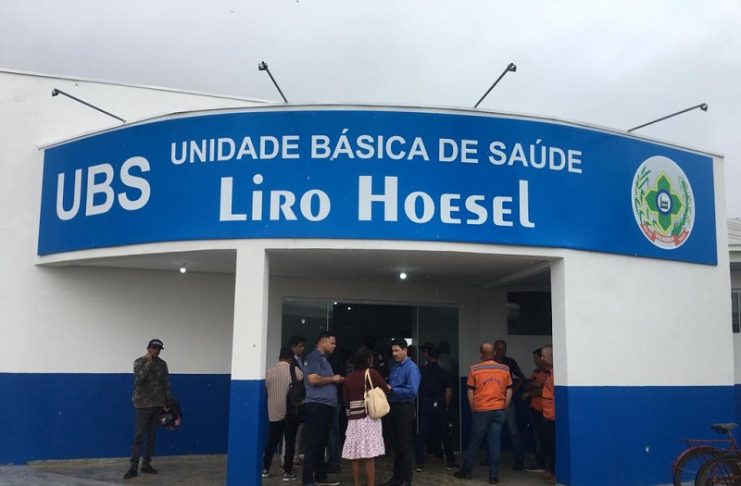 UBS
UNIDADE BÁSICA DE SAÚDE
Liro Hoesel